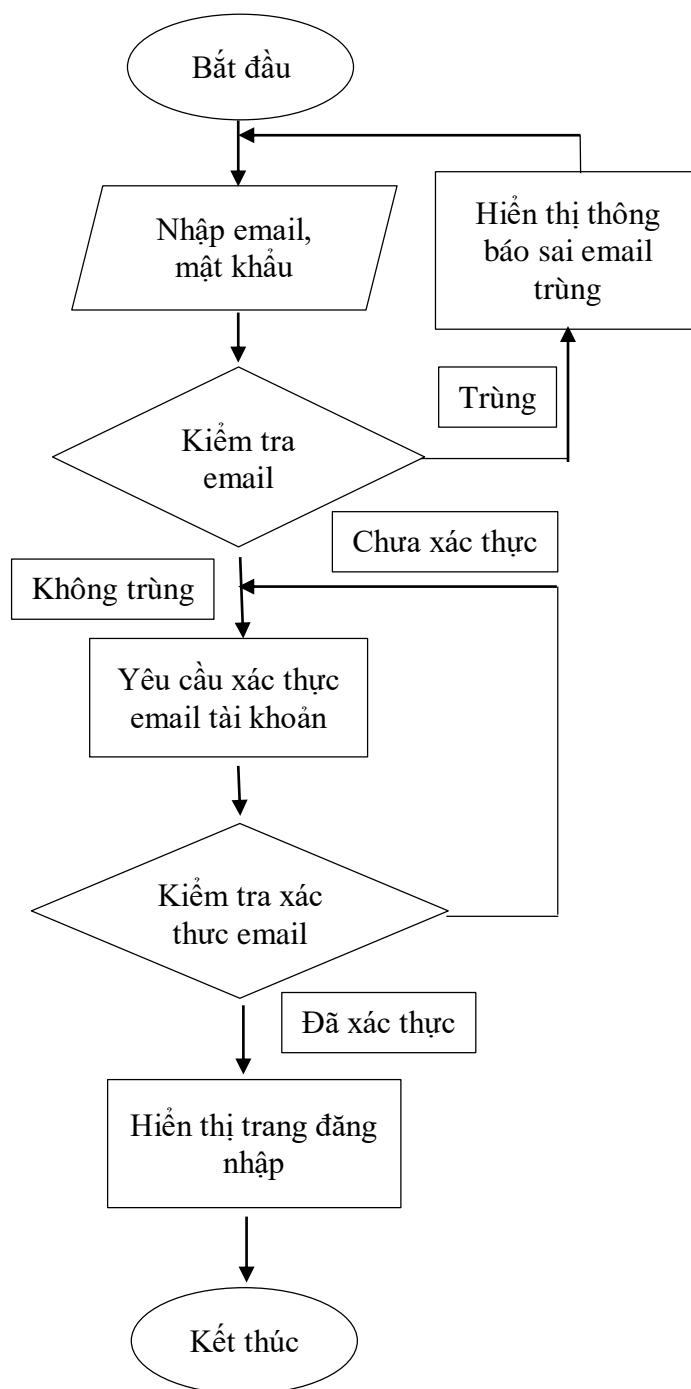 Bắt đầu
Nhập email,
mật khẩu
Hiển thị thông
báo sai email
trùng
Trùng
Kiểm tra
email
Chưa xác thực
Không trùng
Yêu cầu xác thực
email tài khoản
Kiểm tra xác
thưc email
Đã xác thực
Hiển thị trang đăng
nhập
Kết thúc